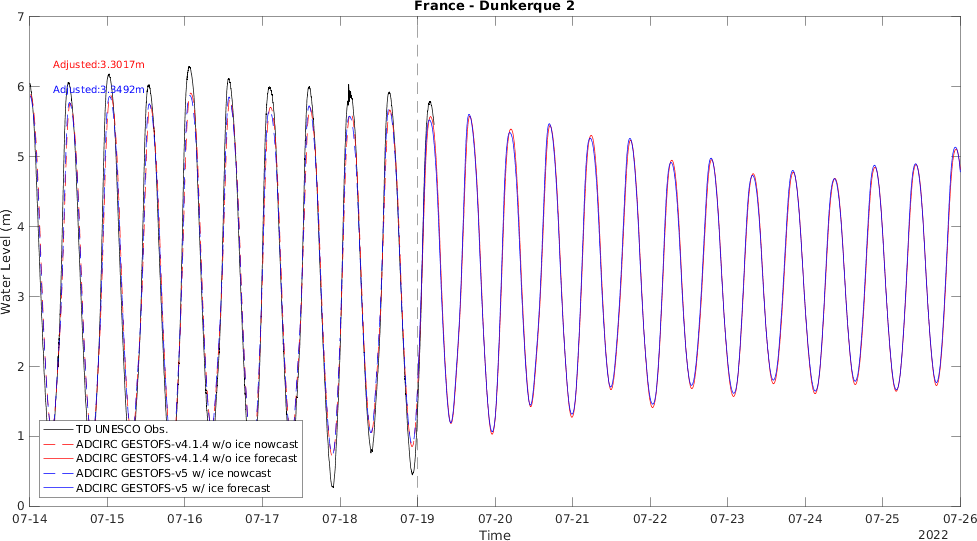 France - Dunkerque 2
7
Adjusted:3.3017m
6
Adjusted:3.3492m
5
4
Water Level (m)
3
2
TD UNESCO Obs.
1
ADCIRC GESTOFS-v4.1.4 w/o ice nowcast
ADCIRC GESTOFS-v4.1.4 w/o ice forecast
ADCIRC GESTOFS-v5 w/ ice nowcast
ADCIRC GESTOFS-v5 w/ ice forecast
0
07-14 07-15 07-16 07-17 07-18 07-19 07-20 07-21 07-22 07-23 07-24 07-25 07-26
Time
2022